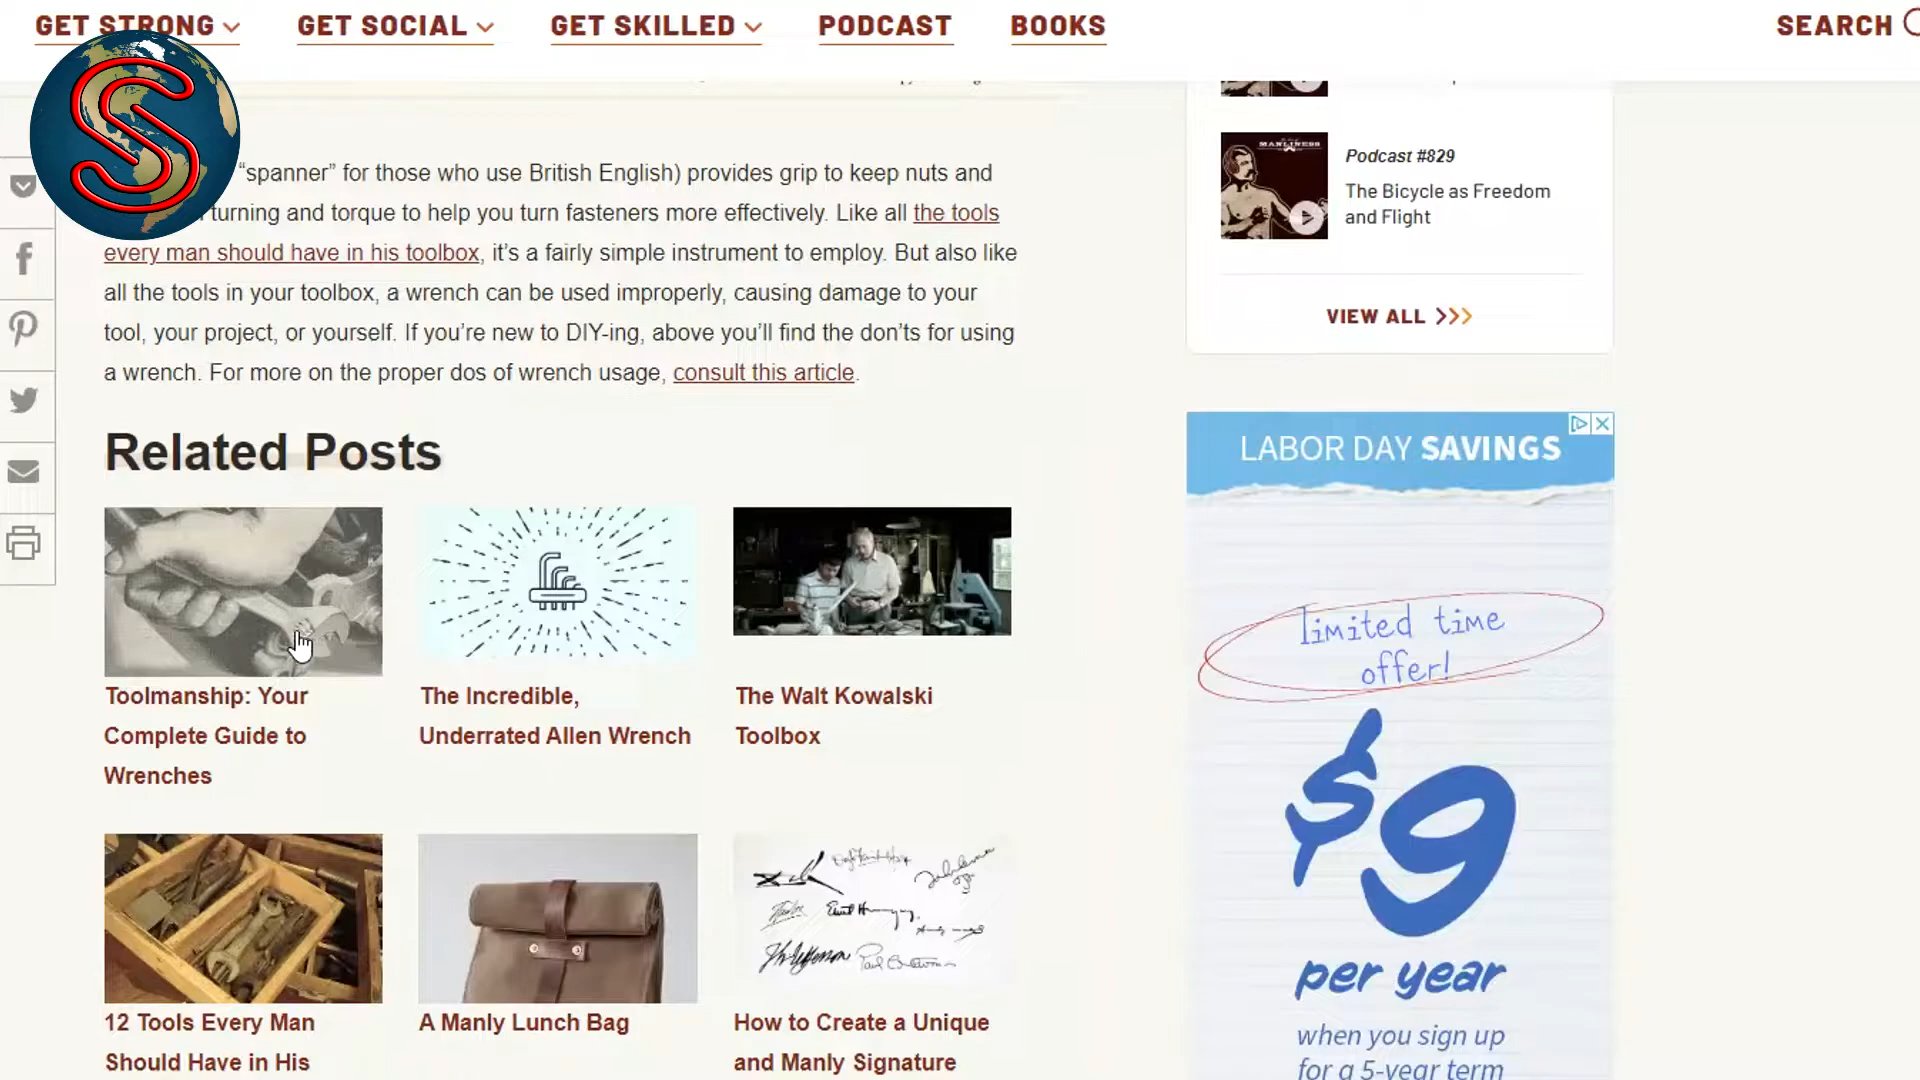 GET STRONG
GET SOCIAL
GET SKILLED
PODCAST
BOOKS
SEARCH
S
“spanner” for those who use British English) provides grip to keep nuts and
turning and torque to help you turn fasteners more effectively. Like all the tools
every man should have in his toolbox, it’s a fairly simple instrument to employ. But also like
all the tools in your toolbox, a wrench can be used improperly, causing damage to your
tool, your project, or yourself. If you’re new to DIY-ing, above you’ll find the don’ts for using
a wrench. For more on the proper dos of wrench usage, consult this article.
Related Posts
Toolmanship: Your
Complete Guide to
Wrenches
The Incredible,
Underrated Allen Wrench
The Walt Kowalski
Toolbox
12 Tools Every Man
Should Have in His
A Manly Lunch Bag
How to Create a Unique
and Manly Signature
MANLINESS
Podcast #829
The Bicycle as Freedom
and Flight
VIEW ALL
LABOR DAY SAVINGS
limited time
offer!
$9
per year
when you sign up
for a 5-year term